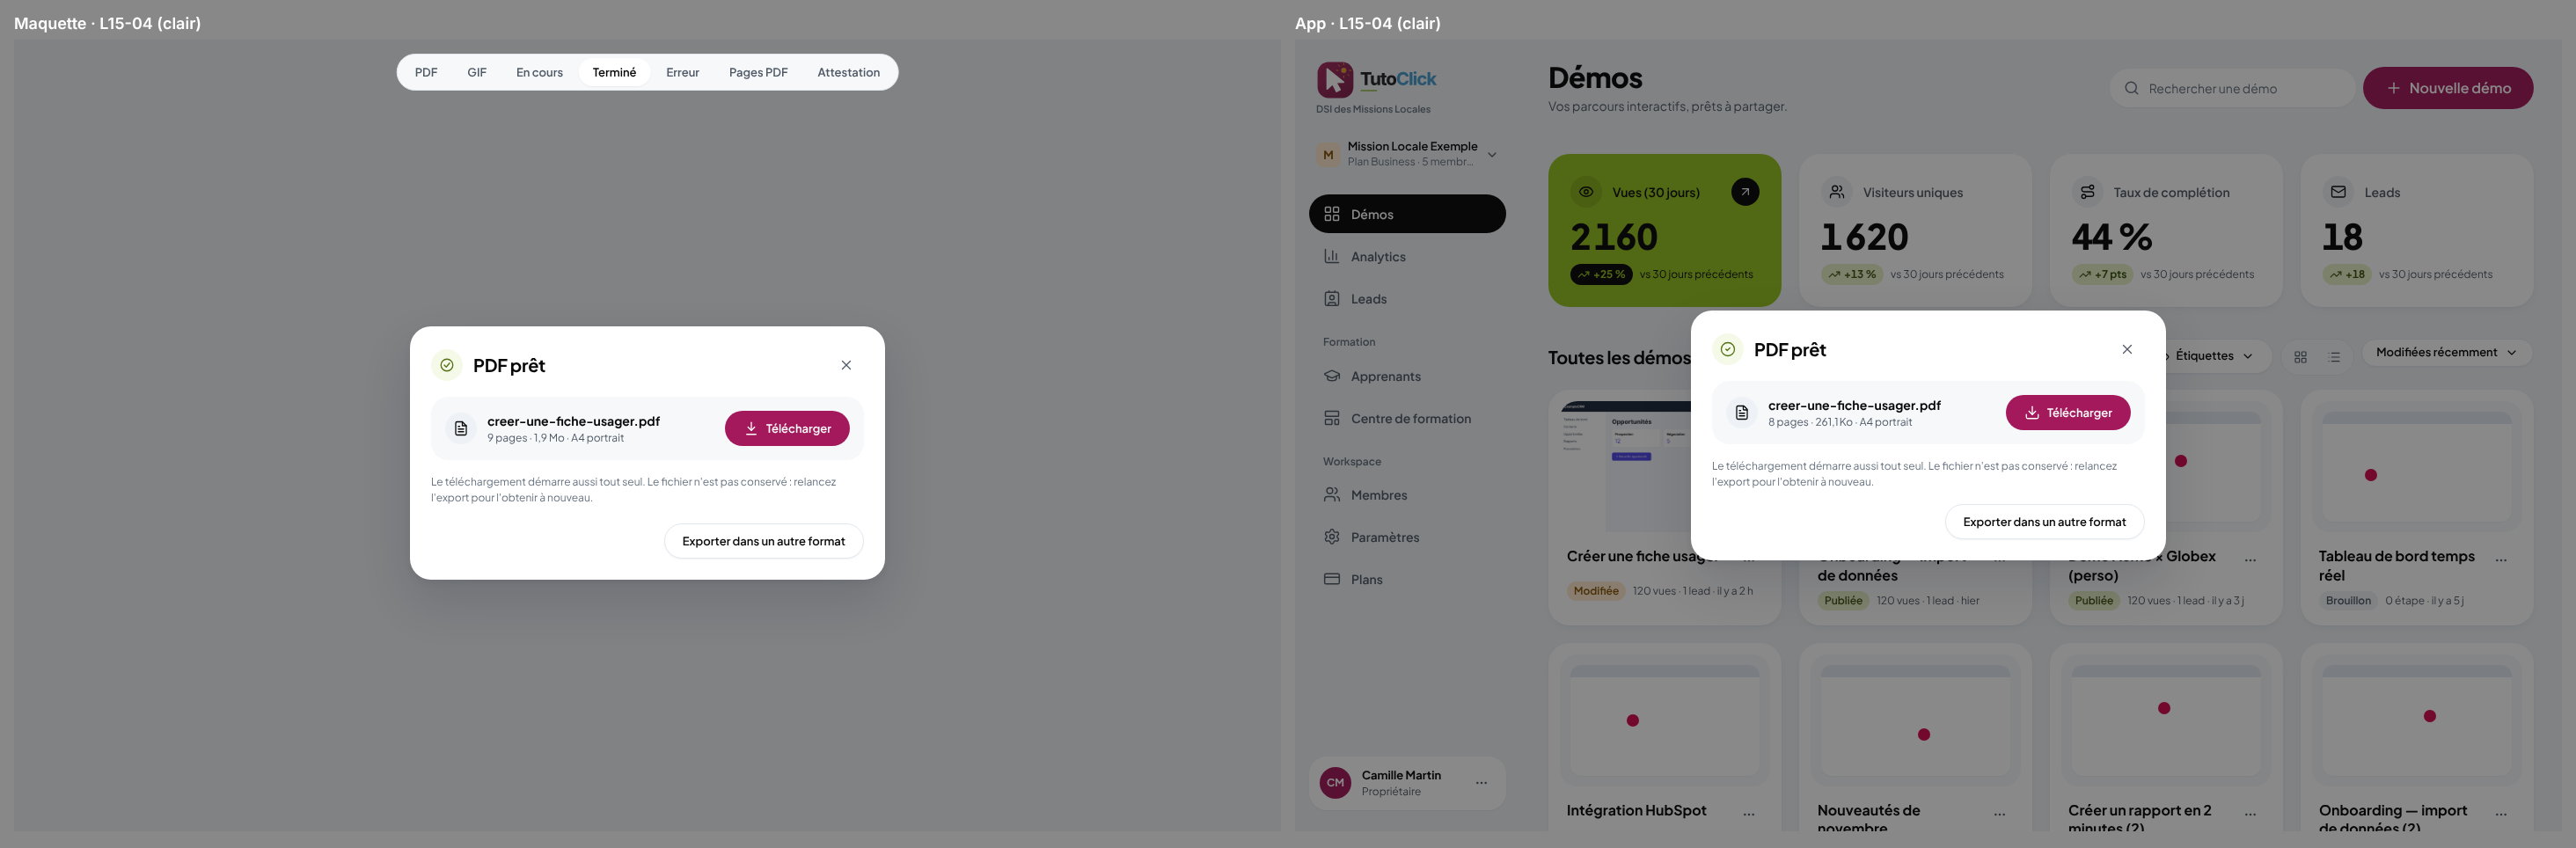 Maquette · L15-04 (clair)
PDF
GIF
En cours
Terminé
Erreur
Pages PDF
Attestation
PDF prêt
creer-une-fiche-usager.pdf
9 pages · 1,9 Mo · A4 portrait
Télécharger
Le téléchargement démarre aussi tout seul. Le fichier n'est pas conservé : relancez
l'export pour l'obtenir à nouveau.
Exporter dans un autre format
App · L15-04 (clair)
TutoClick
DSI des Missions Locales
M
Mission Locale Exemple
Plan Business · 5 membr...
Démos
Analytics
Leads
Formation
Apprenants
Centre de formation
Workspace
Membres
Paramètres
Plans
CM
Camille Martin
Propriétaire
Démos
Vos parcours interactifs, prêts à partager.
Rechercher une démo
Nouvelle démo
Vues (30 jours)
2 160
+25 %
vs 30 jours précédents
Visiteurs uniques
1 620
+13 %
vs 30 jours précédents
Taux de complétion
44 %
+7 pts
vs 30 jours précédents
Leads
18
+18
vs 30 jours précédents
Toutes les démos
Étiquettes
Modifiées récemment
PDF prêt
creer-une-fiche-usager.pdf
8 pages · 261,1 Ko · A4 portrait
Télécharger
Le téléchargement démarre aussi tout seul. Le fichier n'est pas conservé : relancez
l'export pour l'obtenir à nouveau.
Exporter dans un autre format
Opportunités
Créer une fiche usager
Modifiée
120 vues · 1 lead · il y a 2 h
de données
Publiée
120 vues · 1 lead · hier
× Globex
(perso)
Publiée
120 vues · 1 lead · il y a 3 j
Tableau de bord temps
réel
Brouillon
0 étape · il y a 5 j
Intégration HubSpot
Nouveautés de
novembre
Créer un rapport en 2
minutes (2)
Onboarding — import
de données (2)